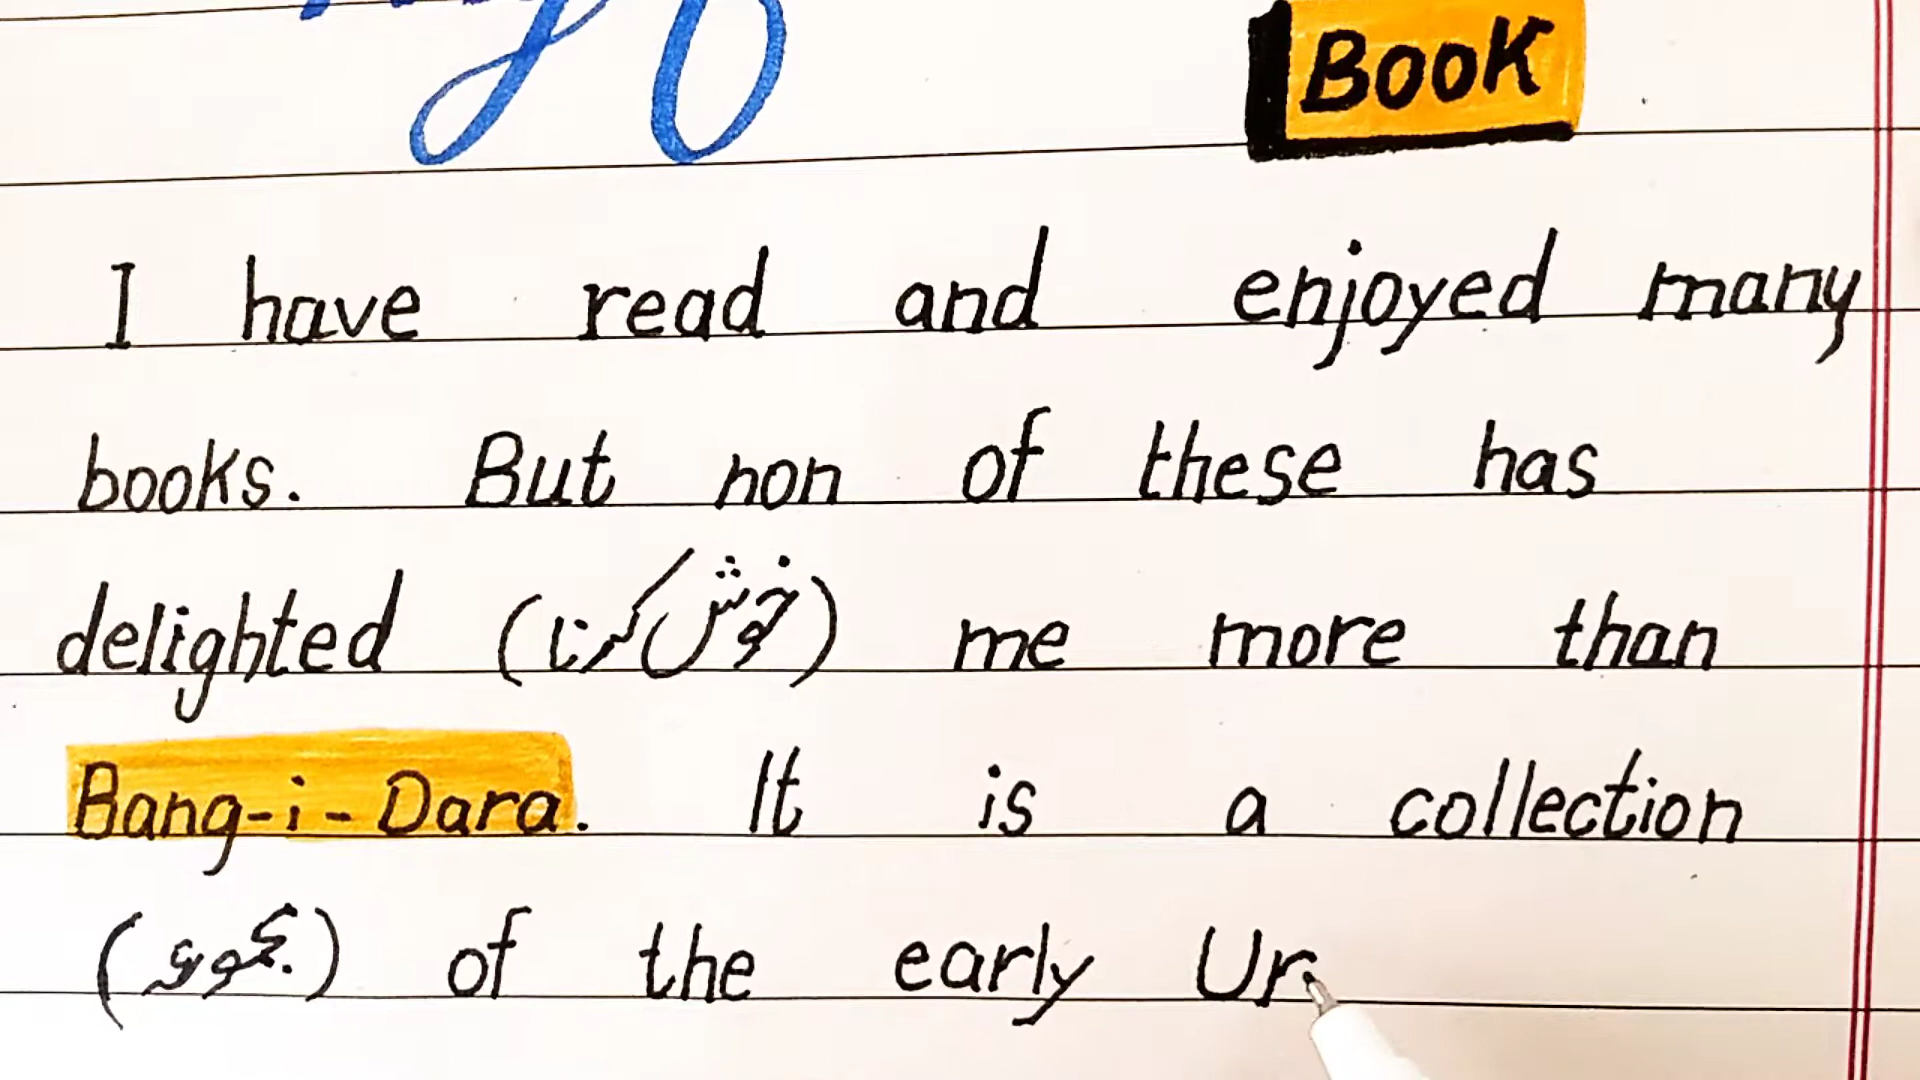 BOOK
I have read and enjoyed many
books. But non of these has
delighted (خوش کرنا) me more than
Bang-i-Dara. It is a collection
(مجموعہ) of the early Ur